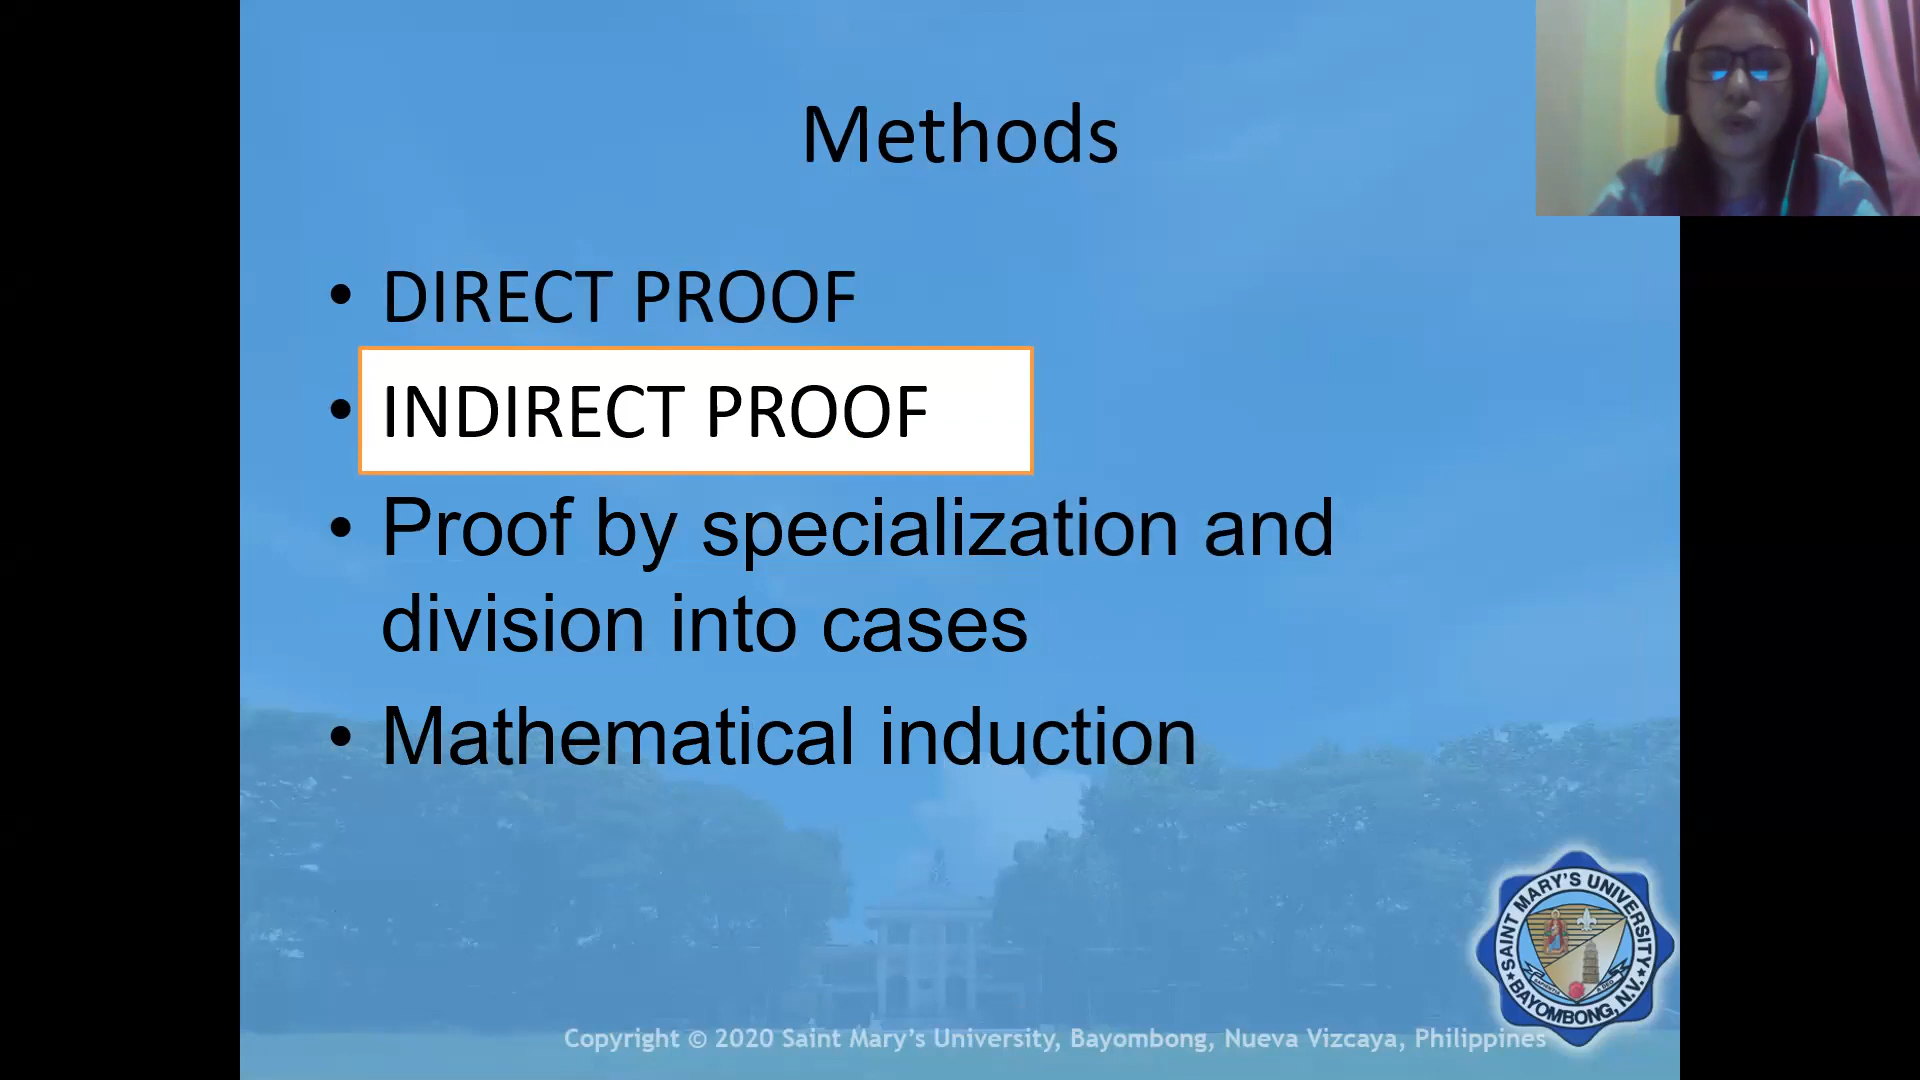 Methods
• DIRECT PROOF
• INDIRECT PROOF
• Proof by specialization and
division into cases
• Mathematical induction
SAINT MARY'S UNIVERSITY
BAYOMBONG, N.V.
Copyright © 2020 Saint Mary's University, Bayombong, Nueva Vizcaya, Philippines